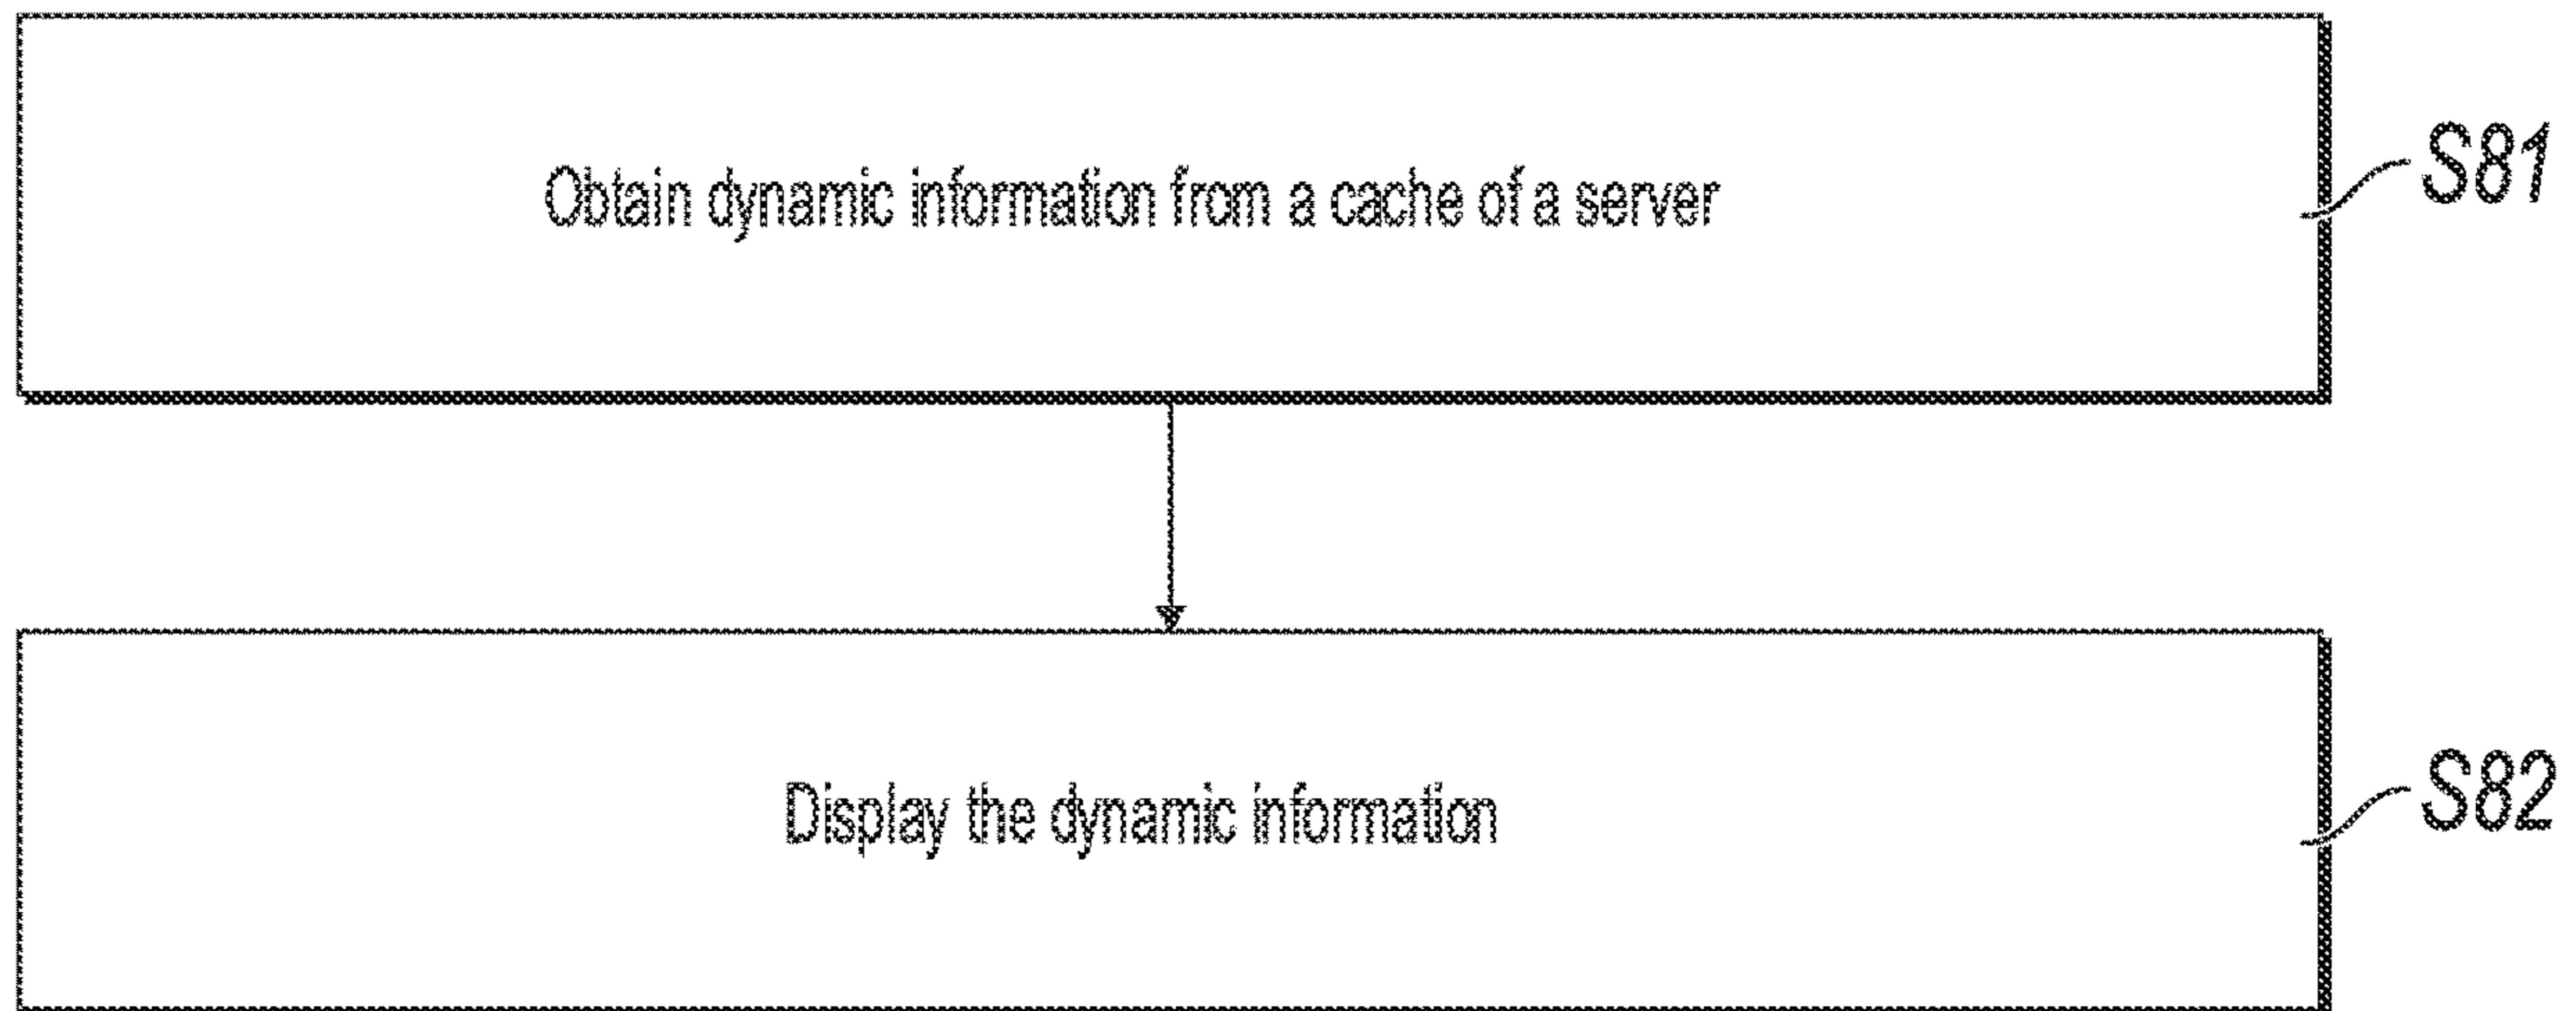 Obtain dynamic information from a cache of a server
S81
Display the dynamic information
S82